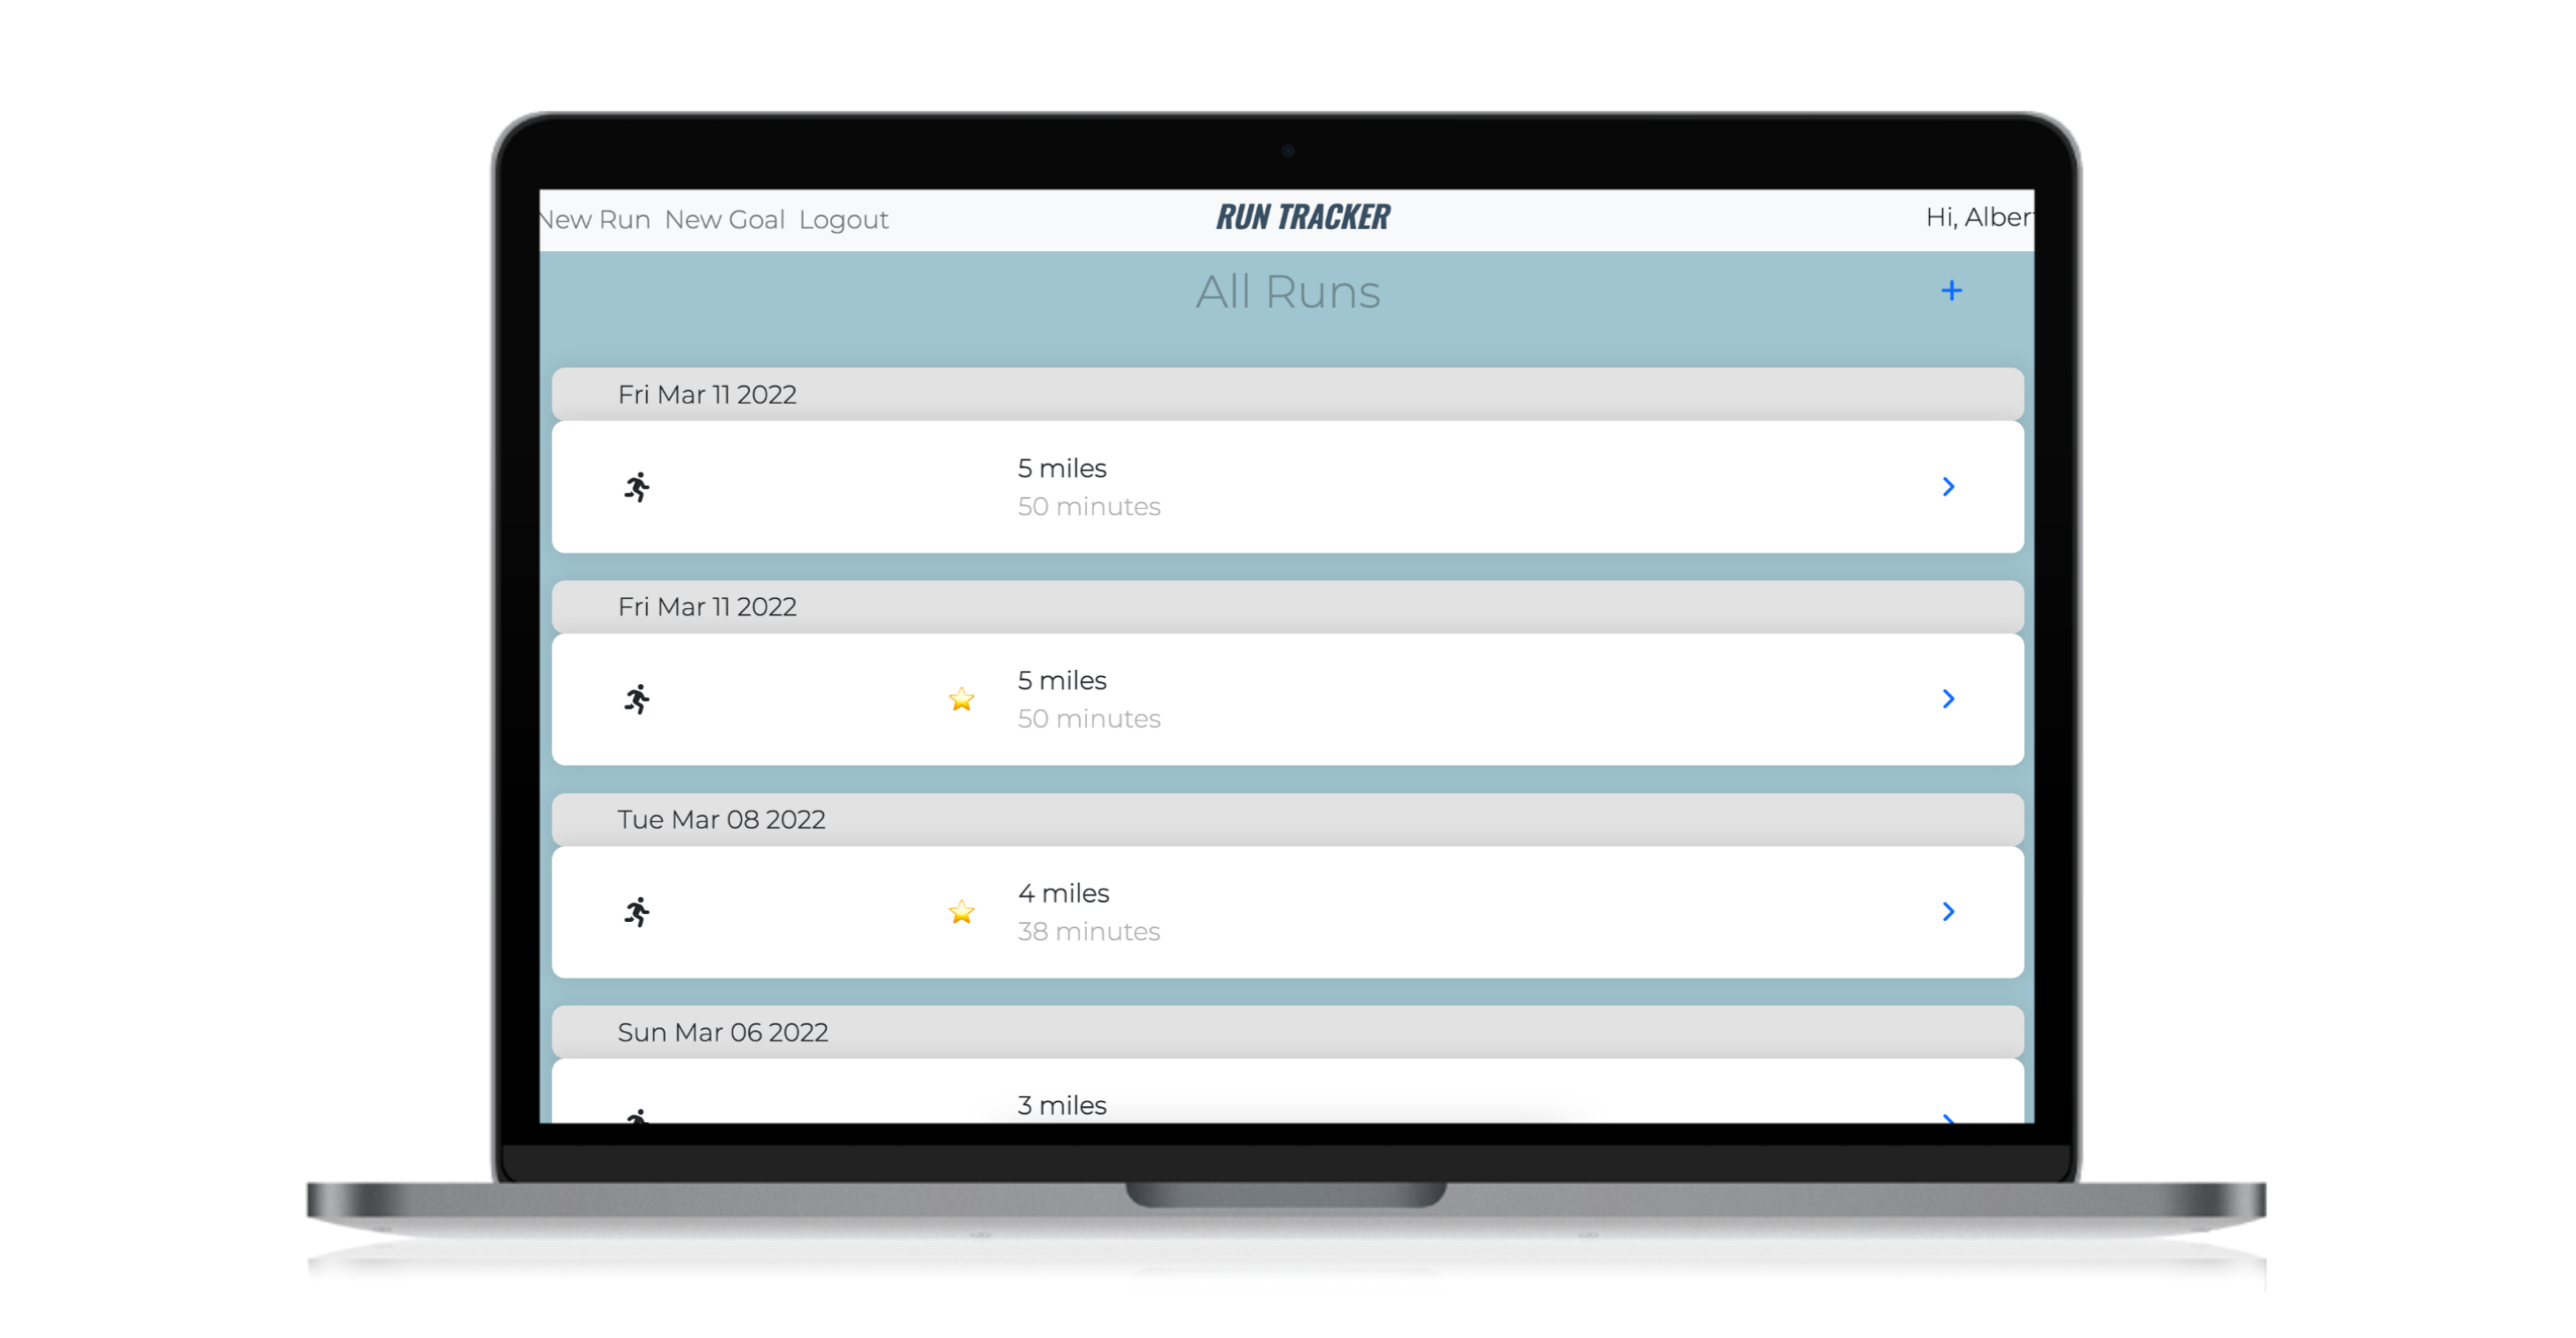 New Run New Goal Logout
RUN TRACKER
Hi, Albert
All Runs
Fri Mar 11 2022
5 miles
50 minutes
Fri Mar 11 2022
5 miles
50 minutes
Tue Mar 08 2022
4 miles
38 minutes
Sun Mar 06 2022
3 miles